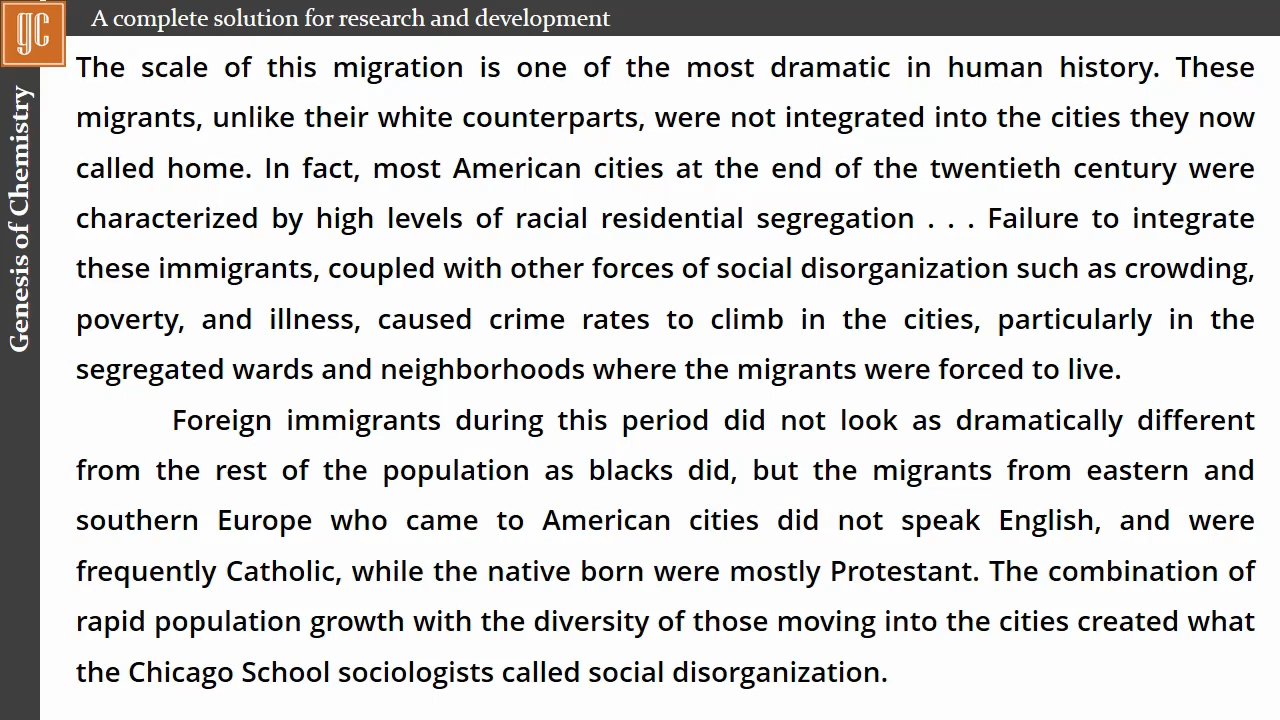 gc
A complete solution for research and development
Genesis of Chemistry
The scale of this migration is one of the most dramatic in human history. These
migrants, unlike their white counterparts, were not integrated into the cities they now
called home. In fact, most American cities at the end of the twentieth century were
characterized by high levels of racial residential segregation . . . Failure to integrate
these immigrants, coupled with other forces of social disorganization such as crowding,
poverty, and illness, caused crime rates to climb in the cities, particularly in the
segregated wards and neighborhoods where the migrants were forced to live.
Foreign immigrants during this period did not look as dramatically different
from the rest of the population as blacks did, but the migrants from eastern and
southern Europe who came to American cities did not speak English, and were
frequently Catholic, while the native born were mostly Protestant. The combination of
rapid population growth with the diversity of those moving into the cities created what
the Chicago School sociologists called social disorganization.